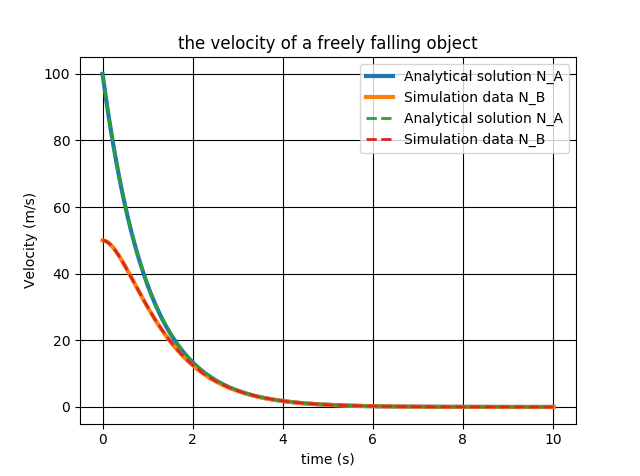 the velocity of a freely falling object
Analytical solution N_A
Simulation data N_B
Analytical solution N_A
Simulation data N_B
Velocity (m/s)
100
80
60
40
20
0
0 2 4 6 8 10
time (s)